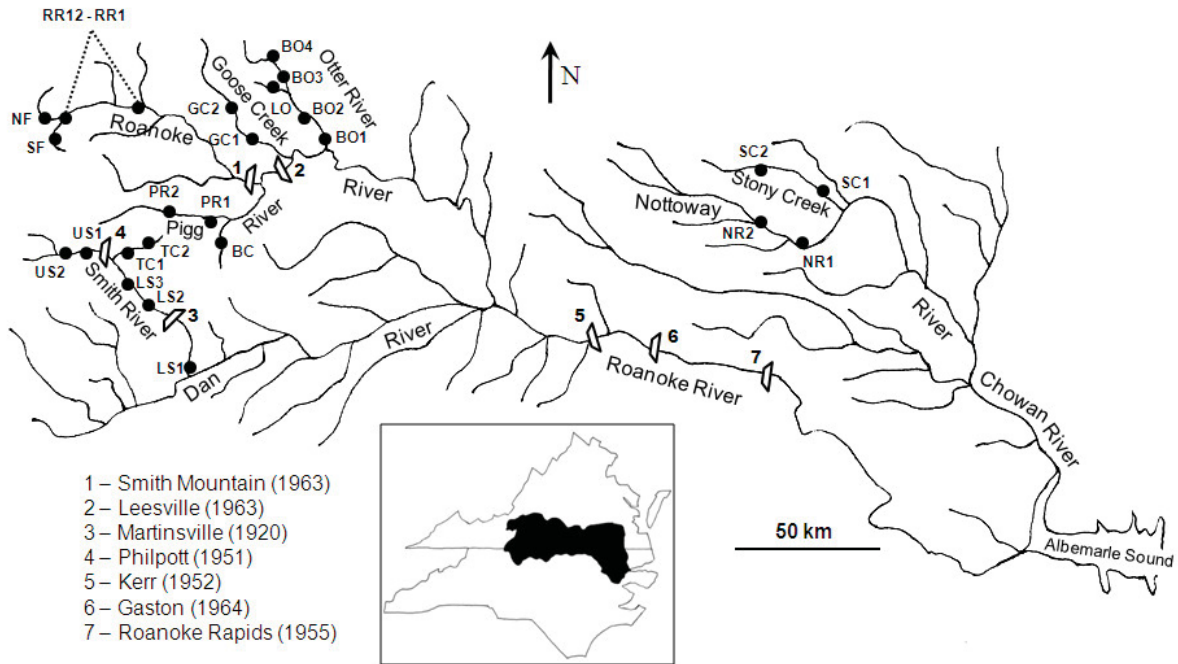 RR12 - RR1
BO4
BO3
Otter River
Goose Creek
GC2
LO
BO2
NF
SF
Roanoke
GC1
BO1
N
1
2
PR2
PR1
River
River
Pigg
US1
4
TC2
US2
TC1
BC
LS3
Smith River
LS2
3
LS1
Dan
River
SC2
SC1
Stony Creek
Nottoway
NR2
NR1
River
5
6
7
Roanoke River
Chowan River
50 km
Albemarle Sound
1 – Smith Mountain (1963)
2 – Leesville (1963)
3 – Martinsville (1920)
4 – Philpott (1951)
5 – Kerr (1952)
6 – Gaston (1964)
7 – Roanoke Rapids (1955)